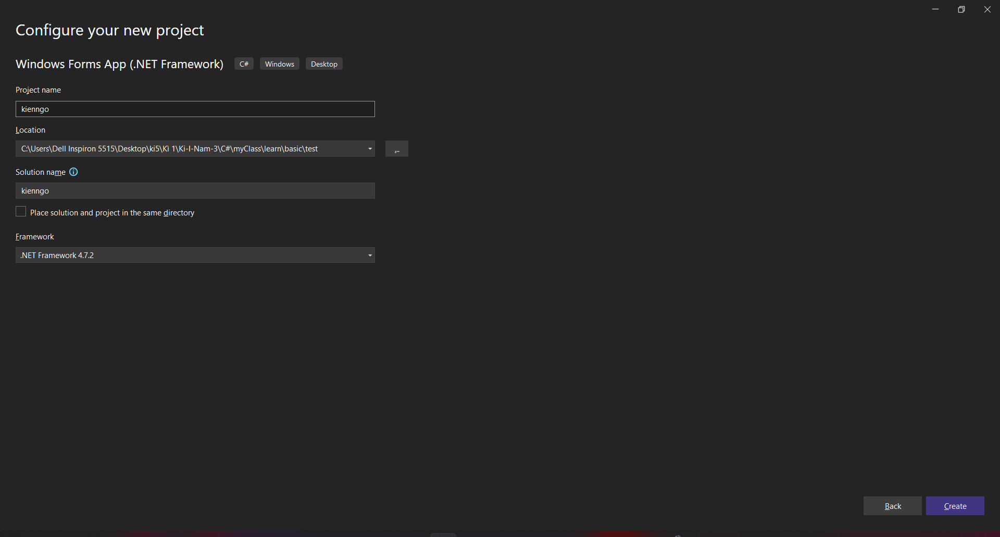 Configure your new project
Windows Forms App (.NET Framework) C# Windows Desktop
Project name
kienngo
Location
C:\Users\Dell Inspiron 5515\Desktop\ki5\Kì 1\Ki-I-Nam-3\C#\myClass\learn\basic\test ...
Solution name
kienngo
Place solution and project in the same directory
Framework
.NET Framework 4.7.2
Back Create